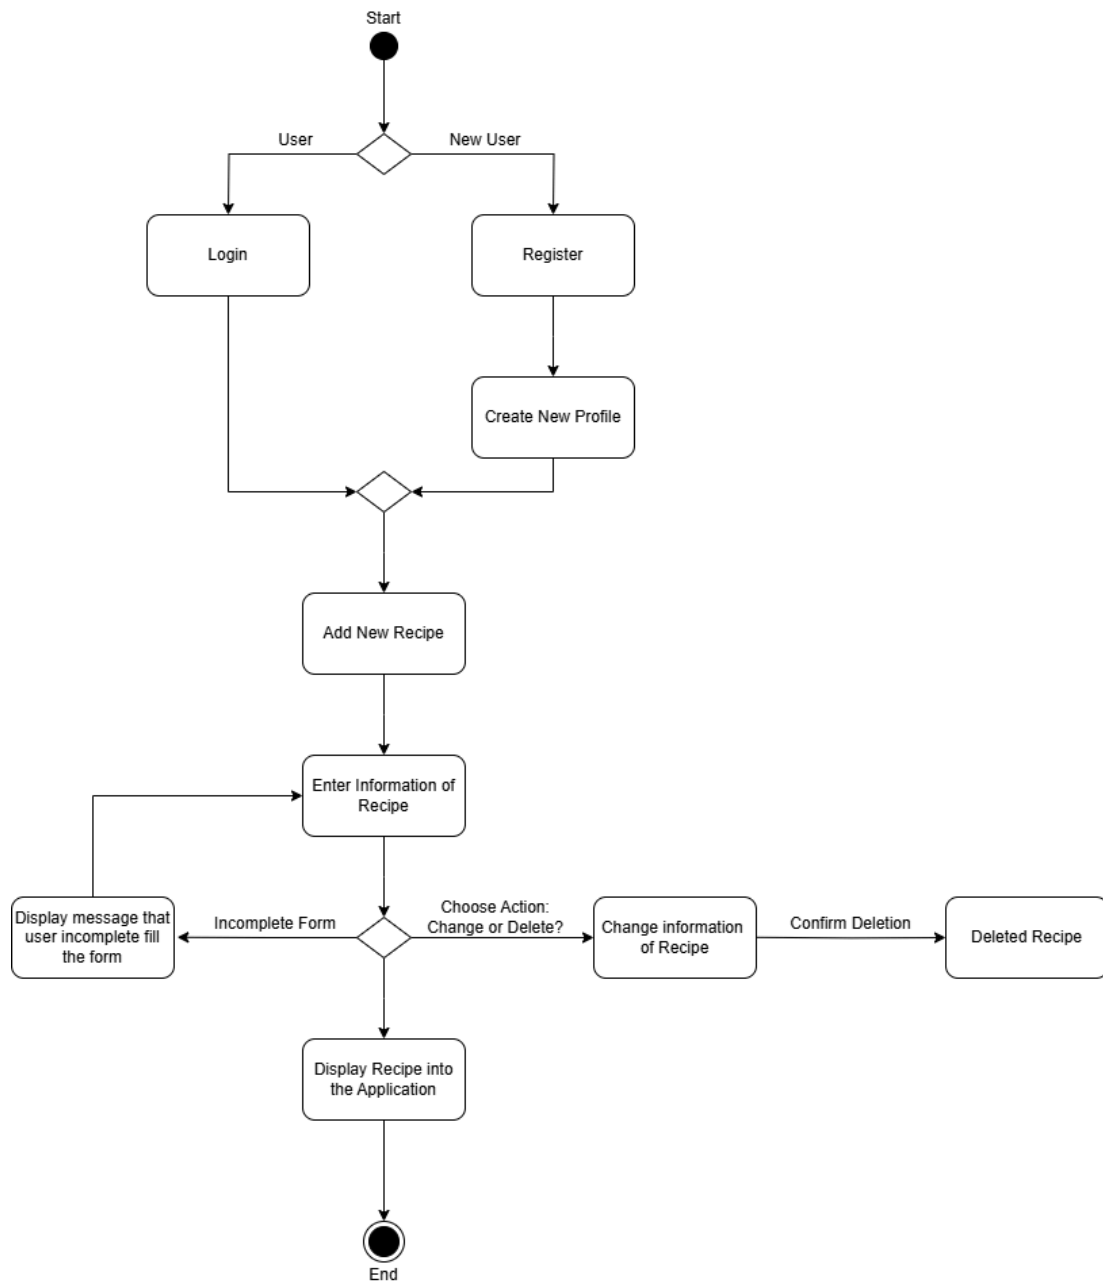 Start
User
New User
Login
Register
Create New Profile
Add New Recipe
Enter Information of
Recipe
Display message that
user incomplete fill
the form
Incomplete Form
Choose Action:
Change or Delete?
Change information
of Recipe
Confirm Deletion
Deleted Recipe
Display Recipe into
the Application
End